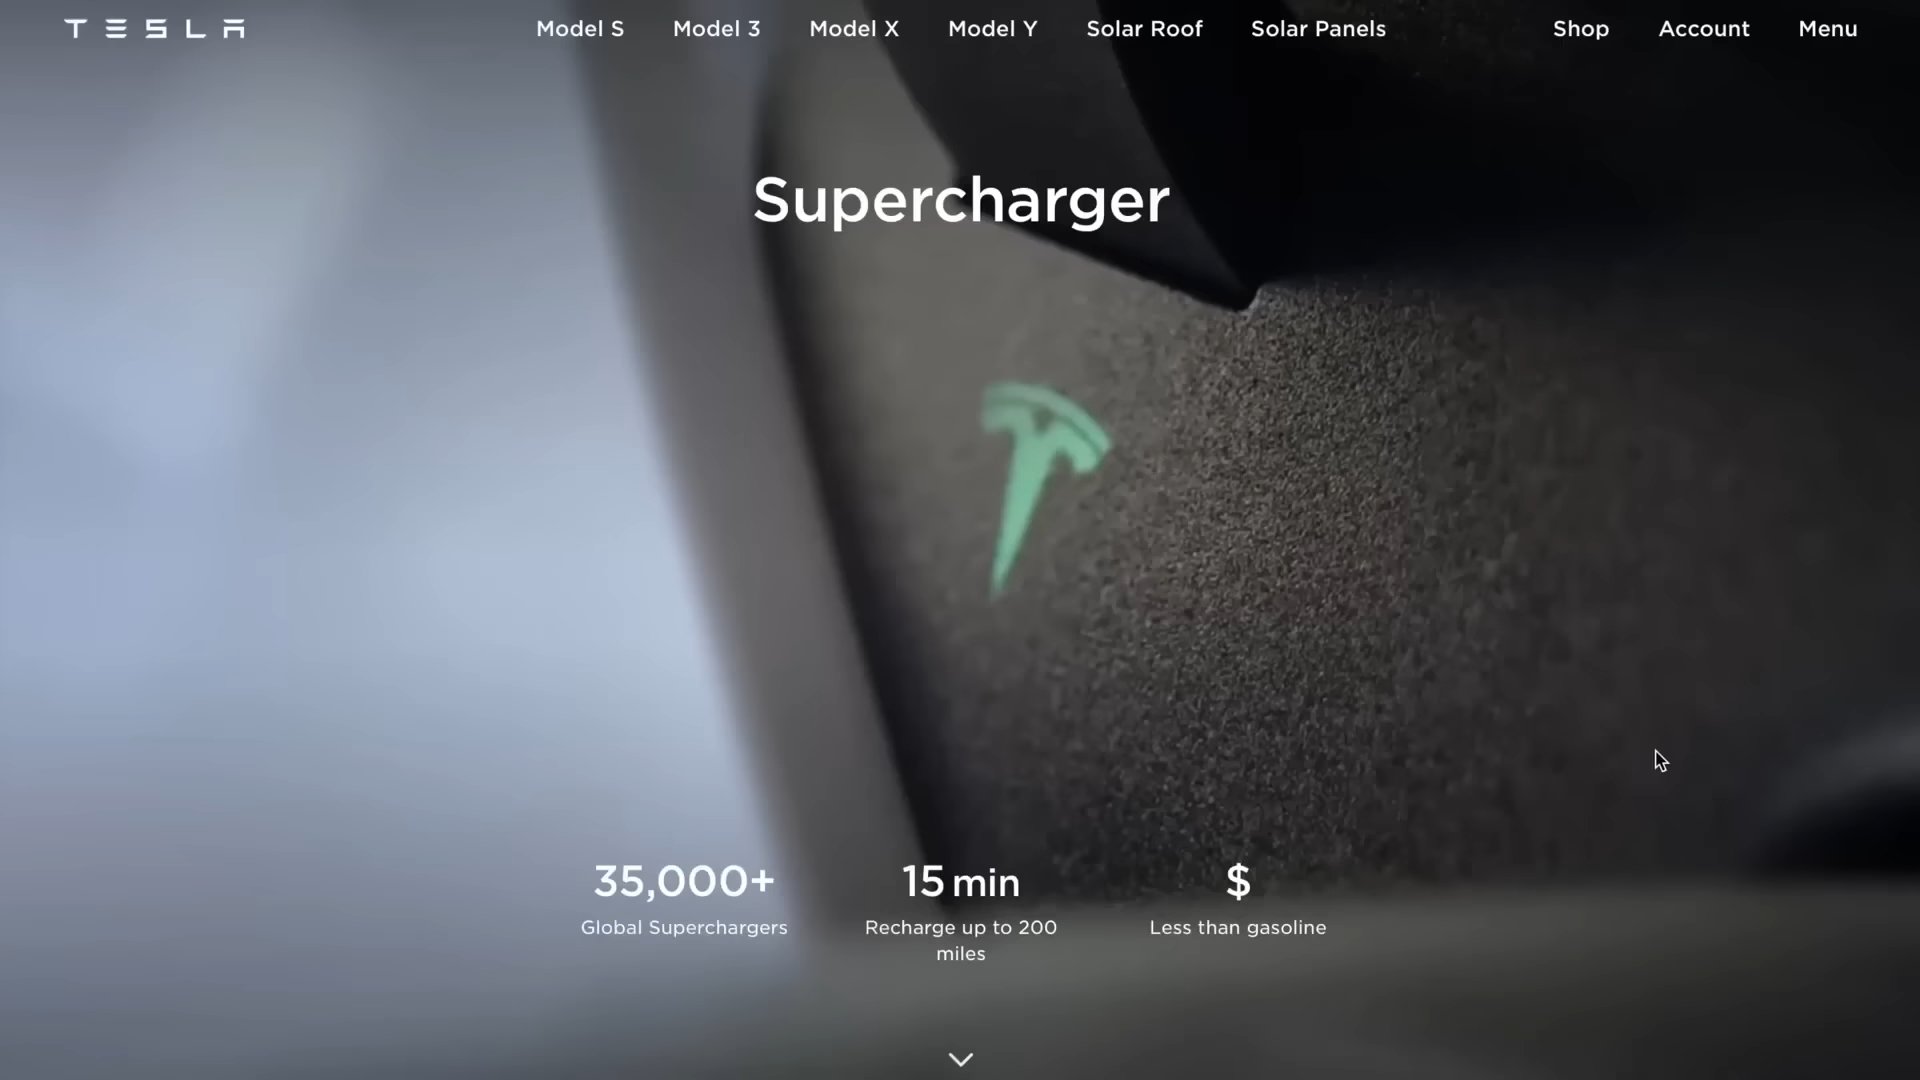 TESLA
Model S Model 3 Model X Model Y Solar Roof Solar Panels
Shop Account Menu
Supercharger
35,000+
Global Superchargers
15 min
Recharge up to 200
miles
$
Less than gasoline